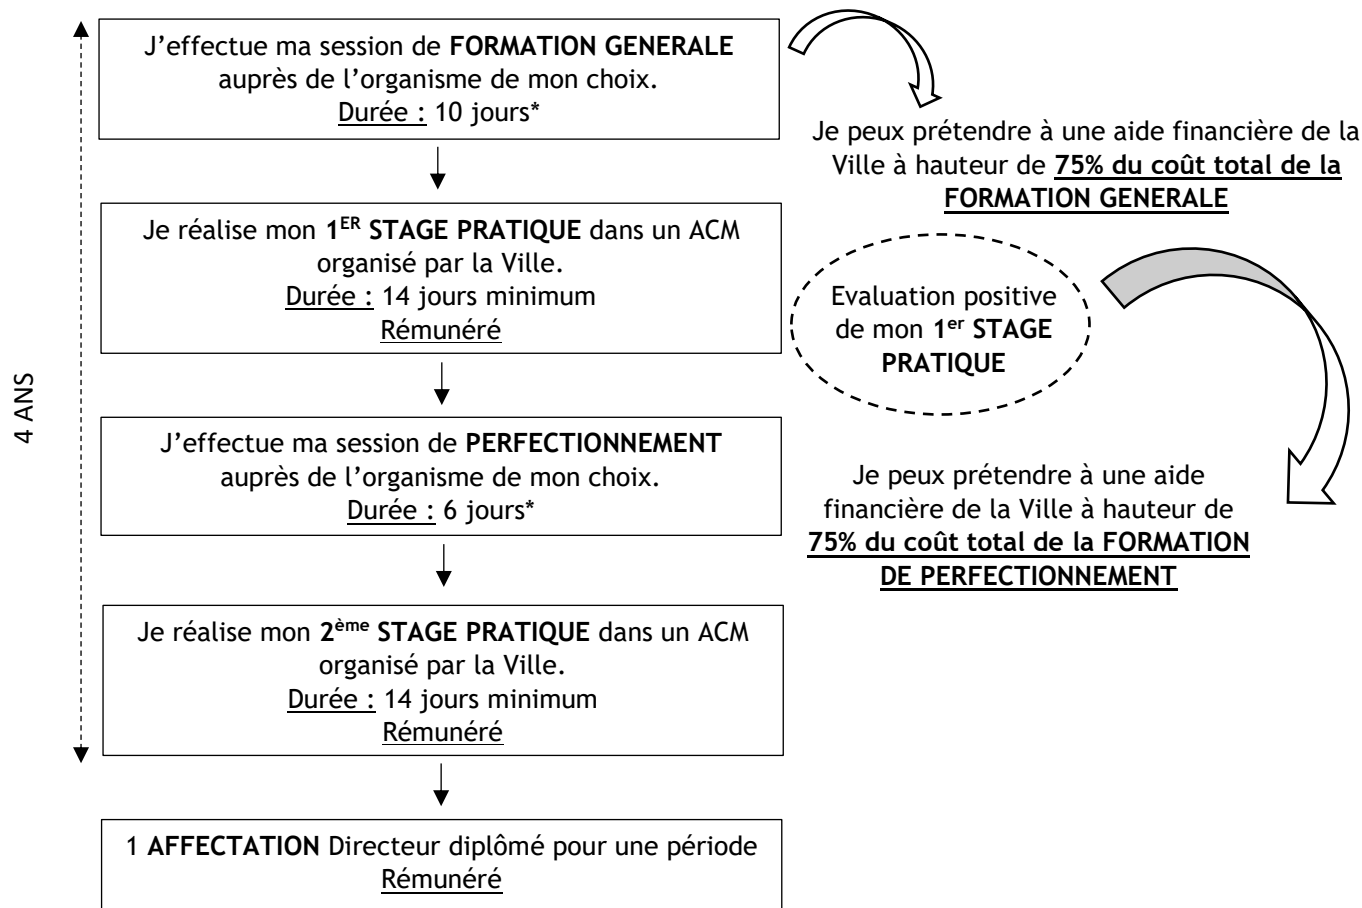 J’effectue ma session de FORMATION GENERALE
auprès de l’organisme de mon choix.
Durée : 10 jours*
Je peux prétendre à une aide financière de la
Ville à hauteur de 75% du coût total de la
FORMATION GENERALE
Je réalise mon 1ER STAGE PRATIQUE dans un ACM
organisé par la Ville.
Durée : 14 jours minimum
Rémunéré
Evaluation positive
de mon 1er STAGE
PRATIQUE
4 ANS
J’effectue ma session de PERFECTIONNEMENT
auprès de l’organisme de mon choix.
Durée : 6 jours*
Je peux prétendre à une aide
financière de la Ville à hauteur de
75% du coût total de la FORMATION
DE PERFECTIONNEMENT
Je réalise mon 2ème STAGE PRATIQUE dans un ACM
organisé par la Ville.
Durée : 14 jours minimum
Rémunéré
1 AFFECTATION Directeur diplômé pour une période
Rémunéré